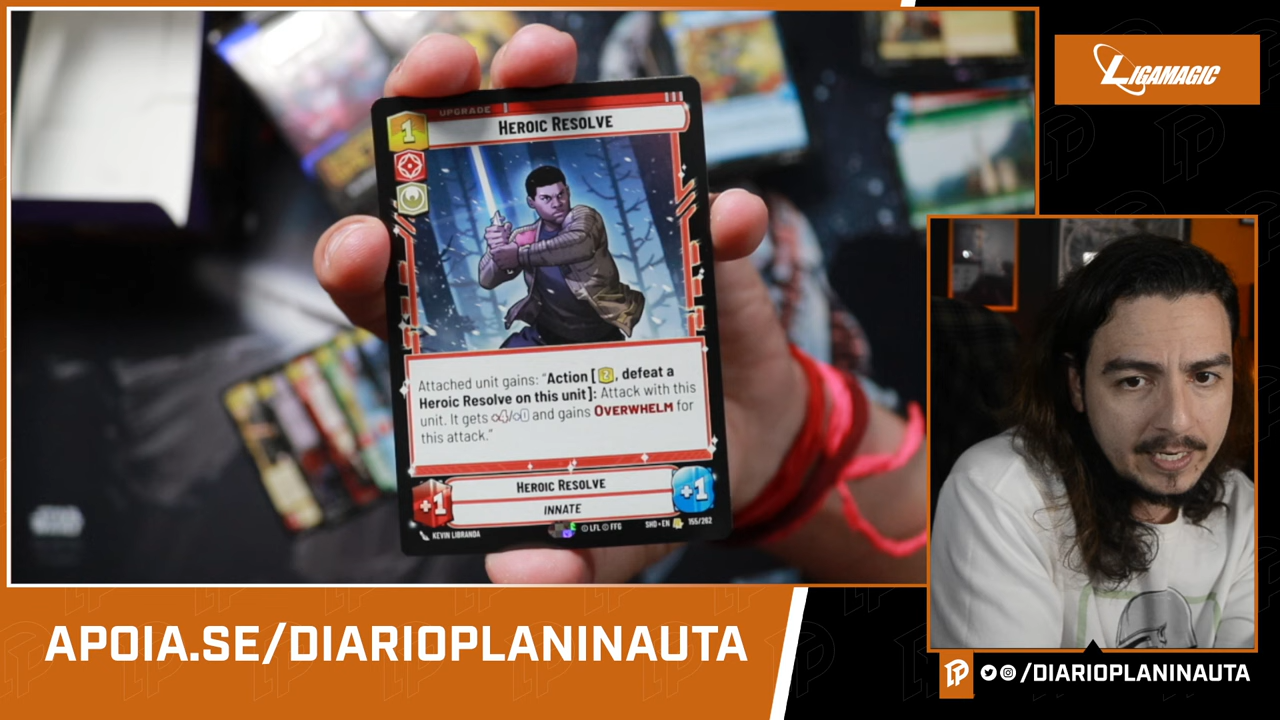 UPGRADE
1
HEROIC RESOLVE
Attached unit gains: "Action [2, defeat a
Heroic Resolve on this unit]: Attack with this
unit. It gets +4/+0 and gains OVERWHELM for
this attack."
HEROIC RESOLVE
+1
+1
INNATE
KEVIN LIBRANDA
© LFL © FFG
SHD • EN
155/262
LIGAMAGIC
APOIA.SE/DIARIOPLANINAUTA
/DIARIOPLANINAUTA